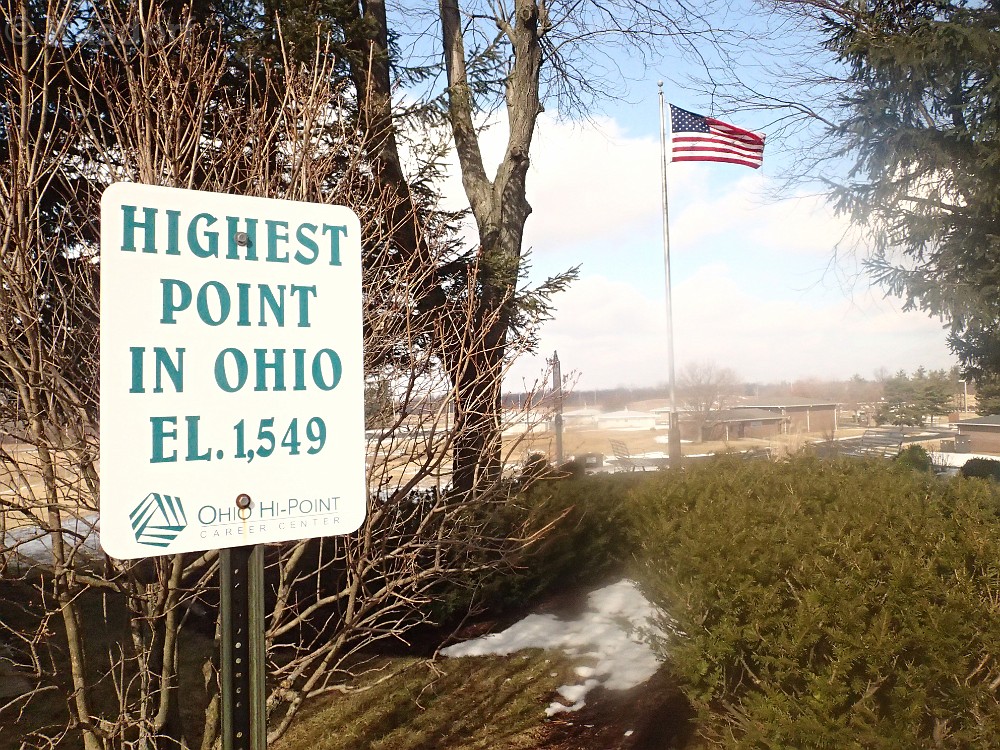 HIGHEST
POINT
IN OHIO
EL. 1,549
OHIO HI-POINT
CAREER CENTER